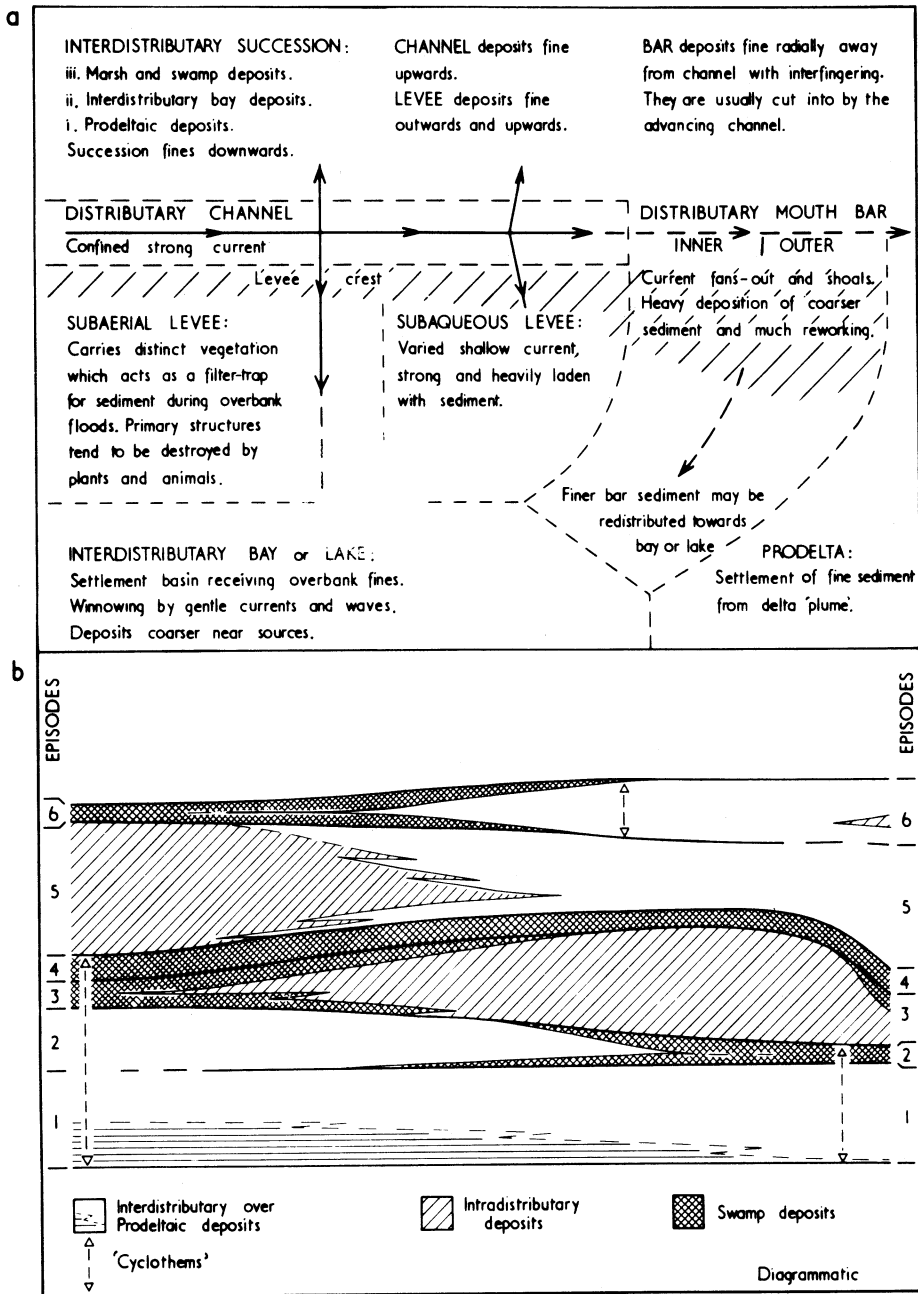 a
INTERDISTRIBUTARY SUCCESSION:
iii. Marsh and swamp deposits.
ii. Interdistributary bay deposits.
i. Prodeltaic deposits.
Succession fines downwards.
CHANNEL deposits fine
upwards.
LEVEE deposits fine
outwards and upwards.
BAR deposits fine radially away
from channel with interfingering.
They are usually cut into by the
advancing channel.
DISTRIBUTARY CHANNEL
Confined strong current
DISTRIBUTARY MOUTH BAR
INNER OUTER
Levee crest
Current fans-out and shoals.
Heavy deposition of coarser
sediment and much reworking.
SUBAERIAL LEVEE:
Carries distinct vegetation
which acts as a filter-trap
for sediment during overbank
floods. Primary structures
tend to be destroyed by
plants and animals.
SUBAQUEOUS LEVEE:
Varied shallow current,
strong and heavily laden
with sediment.
Finer bar sediment may be
redistributed towards
bay or lake
INTERDISTRIBUTARY BAY or LAKE:
Settlement basin receiving overbank fines.
Winnowing by gentle currents and waves.
Deposits coarser near sources.
PRODELTA:
Settlement of fine sediment
from delta 'plume'.
b
EPISODES
6
5
4
3
2
1
EPISODES
6
5
4
3
2
1
Interdistributary over
Prodeltaic deposits
Intradistributary
deposits
Swamp deposits
'Cyclothems'
Diagrammatic